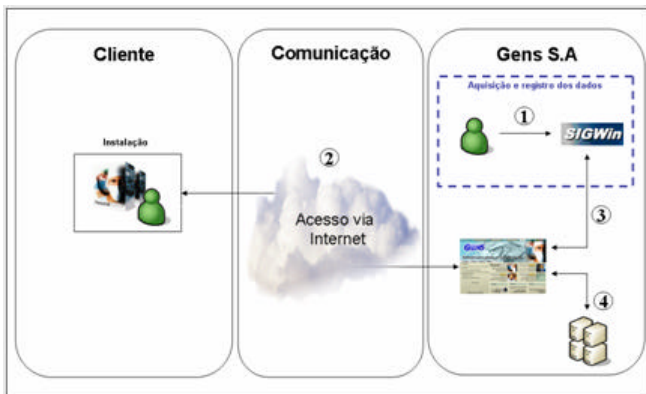 Cliente
Comunicação
Gens S.A
Aquisição e registro dos dados
1
SIGWin
Instalação
2
Acesso via
Internet
3
4